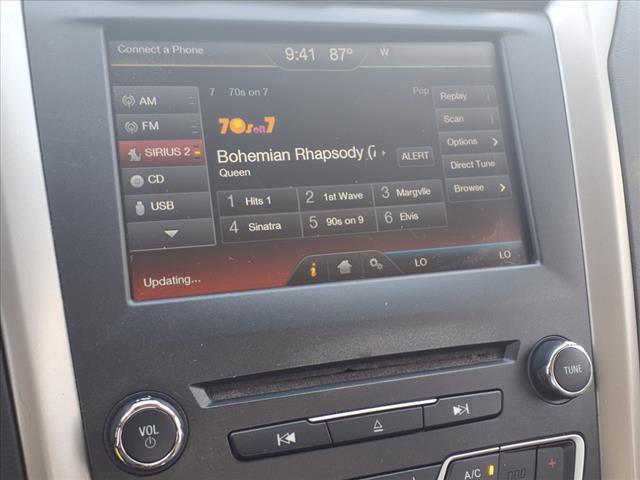 Connect a Phone 9:41 87° W
AM
FM
SIRIUS 2
CD
USB
7 70s on 7 Pop
70s on 7
Bohemian Rhapsody
ALERT
Queen
1 Hits 1 2 1st Wave 3 Margvlle
4 Sinatra 5 90s on 9 6 Elvis
Replay
Scan
Options
Direct Tune
Browse
Updating...
i
LO LO
VOL
TUNE
A/C
+